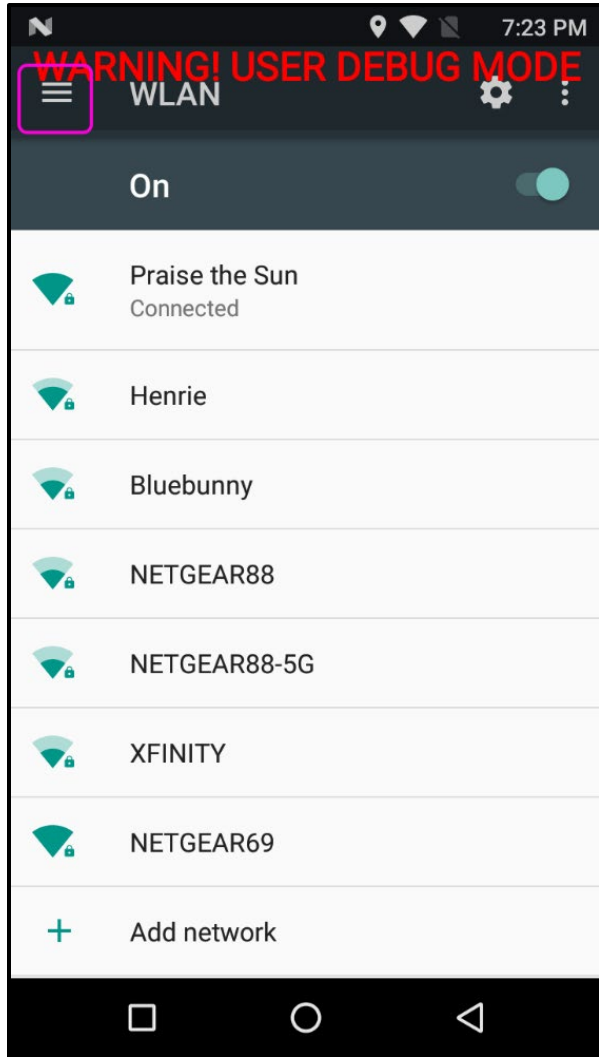 7:23 PM
WARNING! USER DEBUG MODE
WLAN
On
Praise the Sun
Connected
Henrie
Bluebunny
NETGEAR88
NETGEAR88-5G
XFINITY
NETGEAR69
Add network